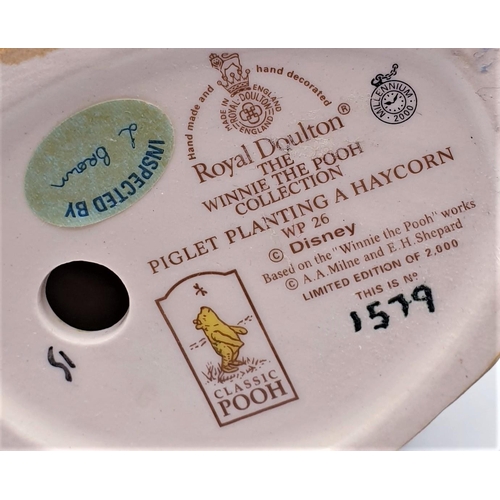 Hand made and hand decorated
MADE IN ENGLAND
ROYAL DOULTON
ENGLAND
MILLENNIUM
2000
Royal Doulton®
THE
WINNIE THE POOH
COLLECTION
PIGLET PLANTING A HAYCORN
WP 26
© Disney
Based on the "Winnie the Pooh" works
© A.A. Milne and E.H. Shepard
LIMITED EDITION OF 2,000
THIS IS Nº
1579
INSPECTED BY
L Brown
CLASSIC
POOH
15